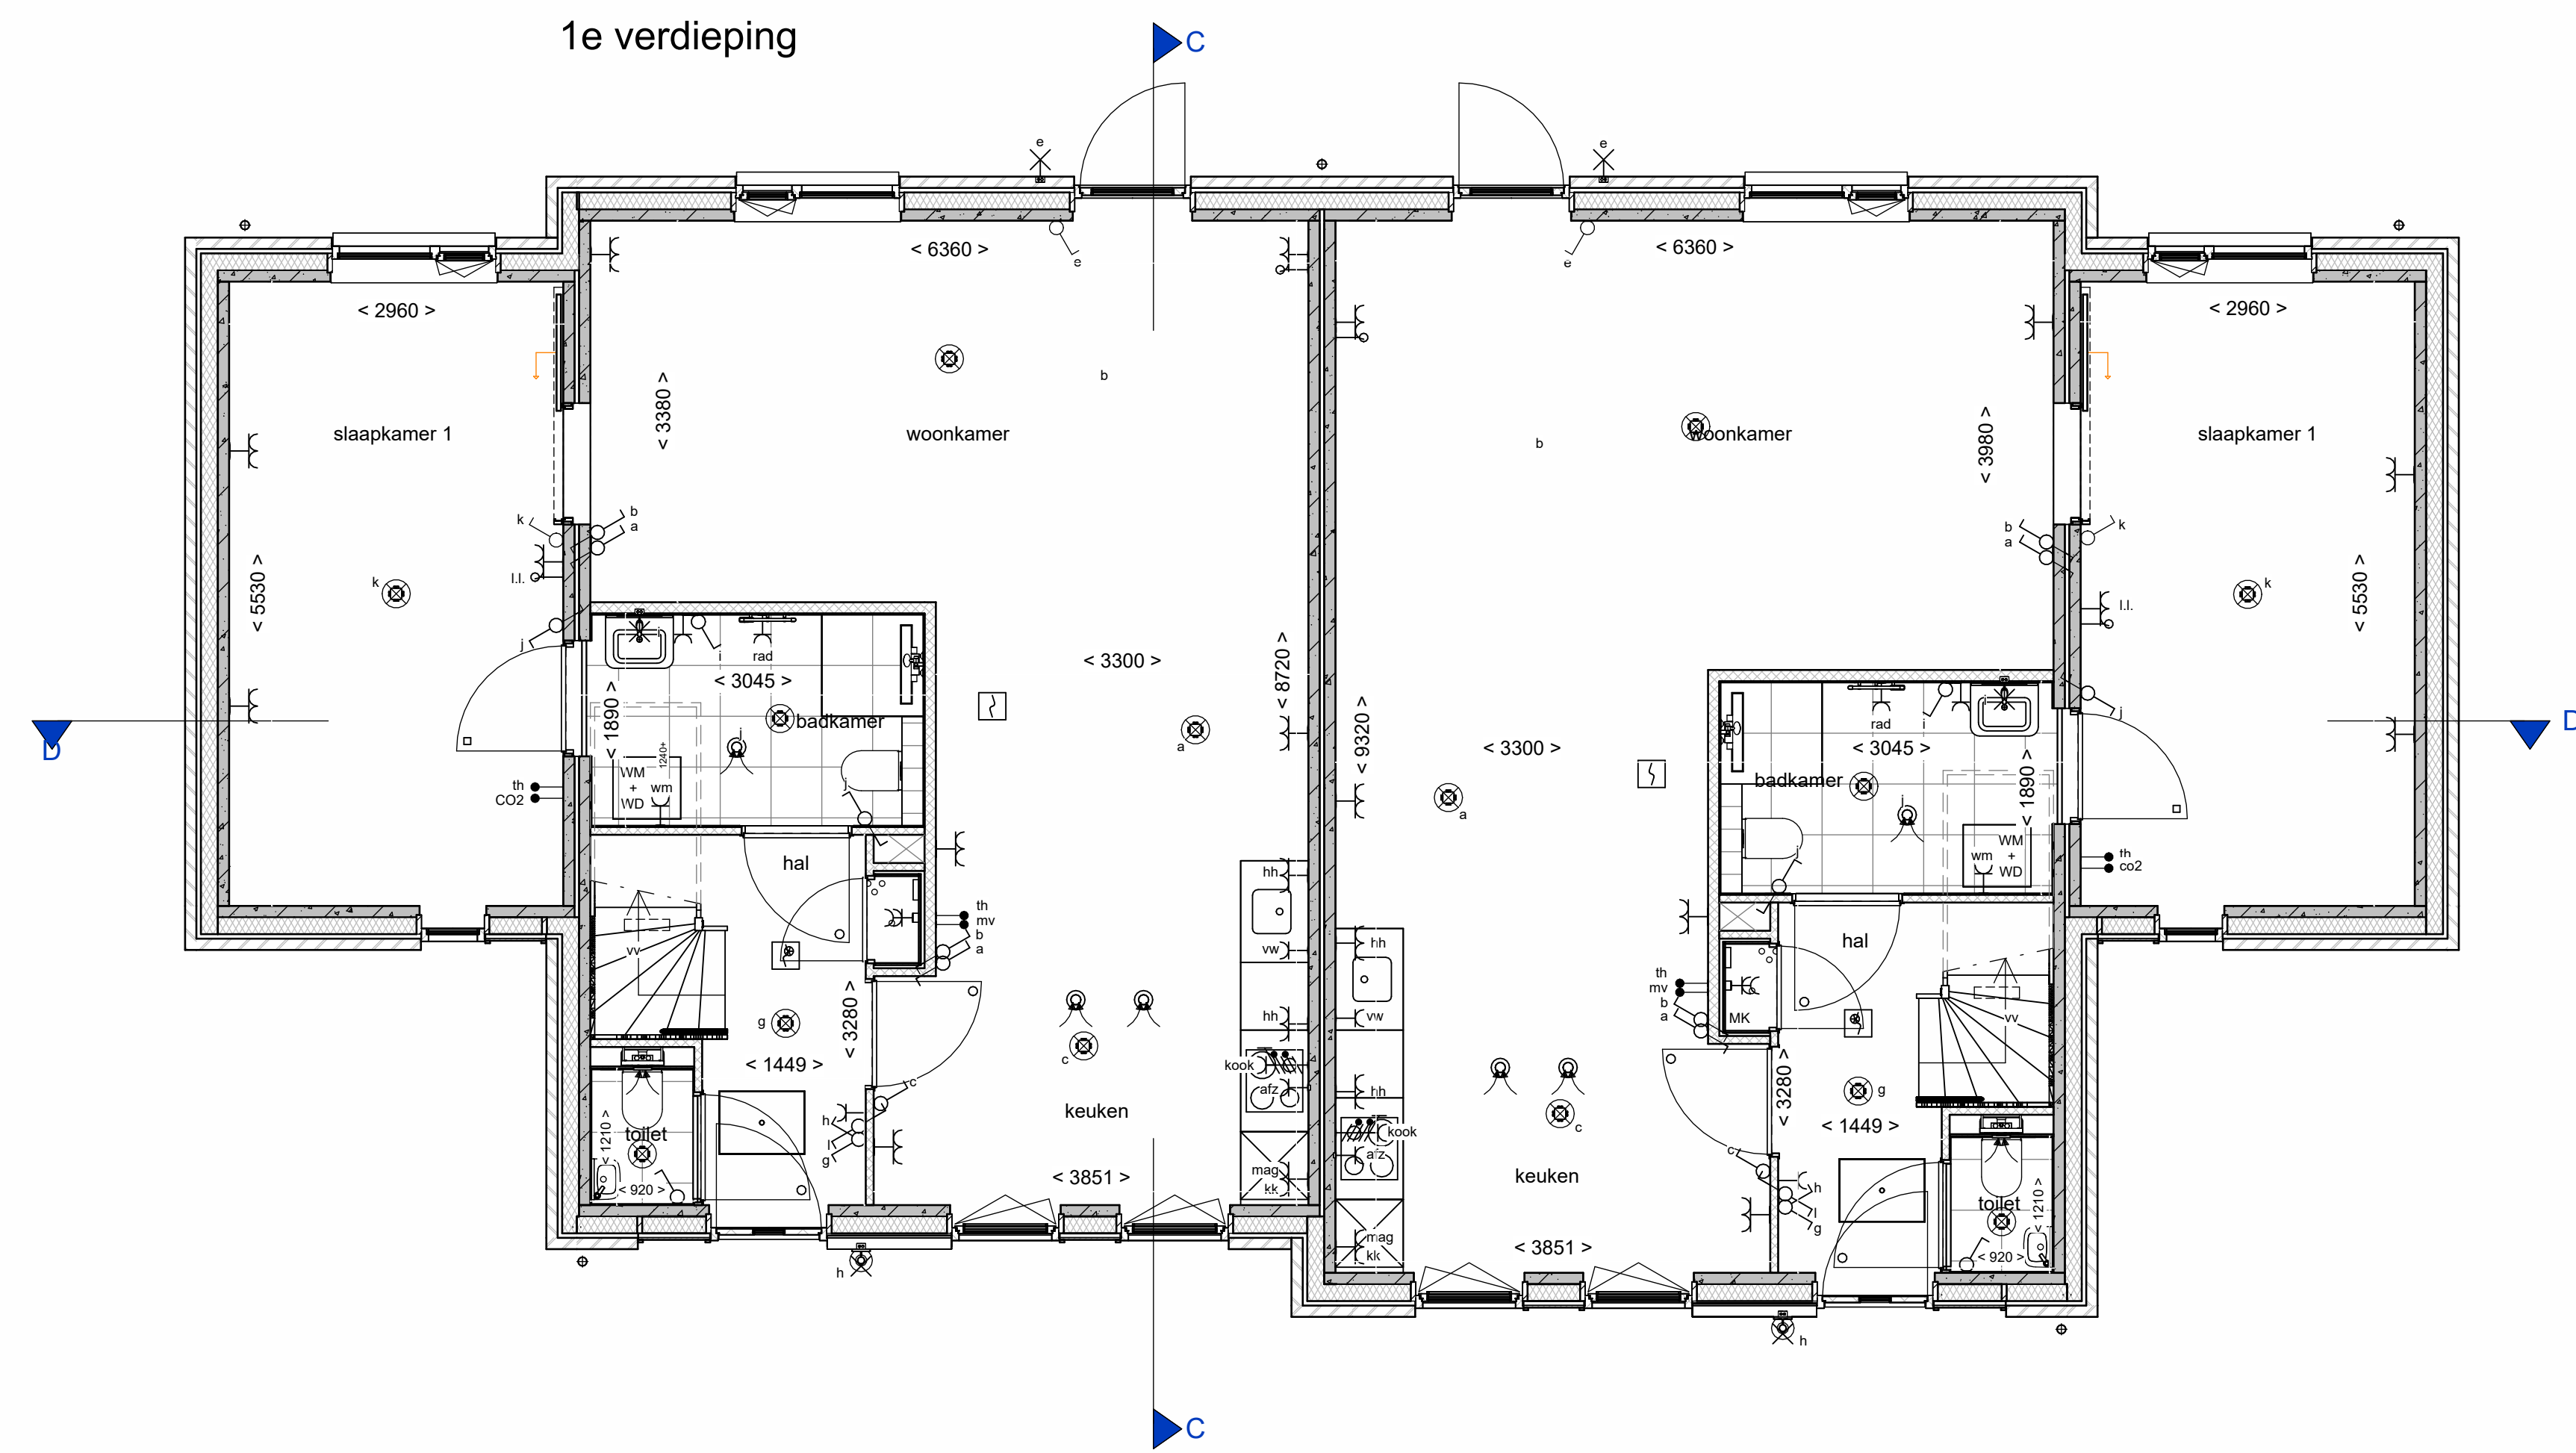 1e verdieping
C
e
e
< 6360 >
< 6360 >
e
e
< 2960 >
< 2960 >
b
< 3380 >
slaapkamer 1
woonkamer
b
woonkamer
< 3980 >
slaapkamer 1
k
b
a
b
a
k
l.l.
k
< 5530 >
l.l.
k
< 5530 >
j
i
rad
< 3300 >
< 8720 >
< 3045 >
< 1890 >
badkamer
j
a
D
< 9320 >
< 3300 >
rad
i
j
< 3045 >
D
1240+
WM
+
WD
wm
j
th
CO2
badkamer
j
< 1890 >
a
hal
j
wm
WM
+
WD
th
co2
hh
th
mv
b
a
vw
vv
hh
hal
th
mv
b
a
MK
vw
vv
hh
g
< 3280 >
< 1449 >
c
kook
afz
c
hh
kook
afz
g
< 3280 >
< 1449 >
h
l
g
keuken
toilet
< 1210 >
< 920 >
< 3851 >
mag
kk
c
c
keuken
h
l
g
toilet
< 1210 >
< 920 >
mag
kk
< 3851 >
h
h
C